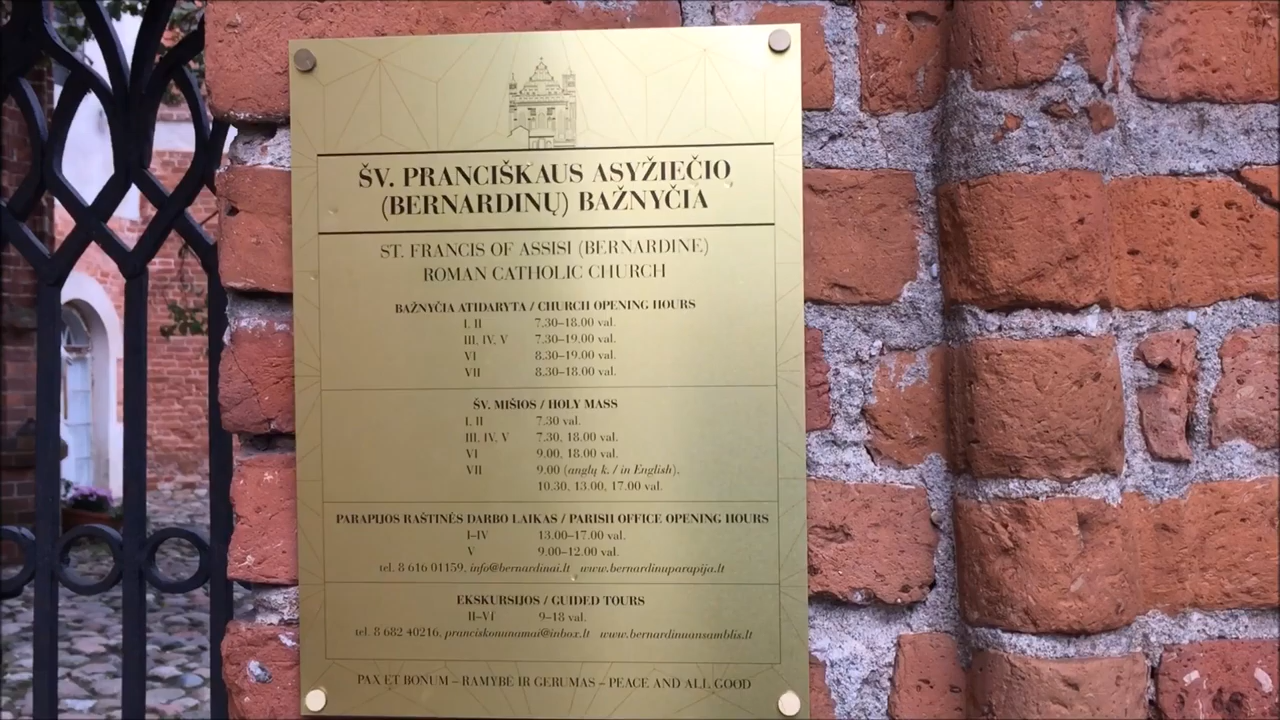 ŠV. PRANCIŠKAUS ASYŽIEČIO
(BERNARDINŲ) BAŽNYČIA
ST. FRANCIS OF ASSISI (BERNARDINE)
ROMAN CATHOLIC CHURCH
BAŽNYČIA ATIDARYTA / CHURCH OPENING HOURS
I, II 7.30–18.00 val.
III, IV, V 7.30–19.00 val.
VI 8.30–19.00 val.
VII 8.30–18.00 val.
ŠV. MIŠIOS / HOLY MASS
I, II 7.30 val.
III, IV, V 7.30, 18.00 val.
VI 9.00, 18.00 val.
VII 9.00 (anglų k. / in English),
10.30, 13.00, 17.00 val.
PARAPIJOS RAŠTINĖS DARBO LAIKAS / PARISH OFFICE OPENING HOURS
I–IV 13.00–17.00 val.
V 9.00–12.00 val.
tel. 8 616 01159, info@bernardinai.lt www.bernardinuparapija.lt
EKSKURSIJOS / GUIDED TOURS
II–VI 9–18 val.
tel. 8 682 40216, pranciskonunamai@inbox.lt www.bernardinuansamblis.lt
PAX ET BONUM – RAMYBĖ IR GĖRUMAS – PEACE AND ALL GOOD